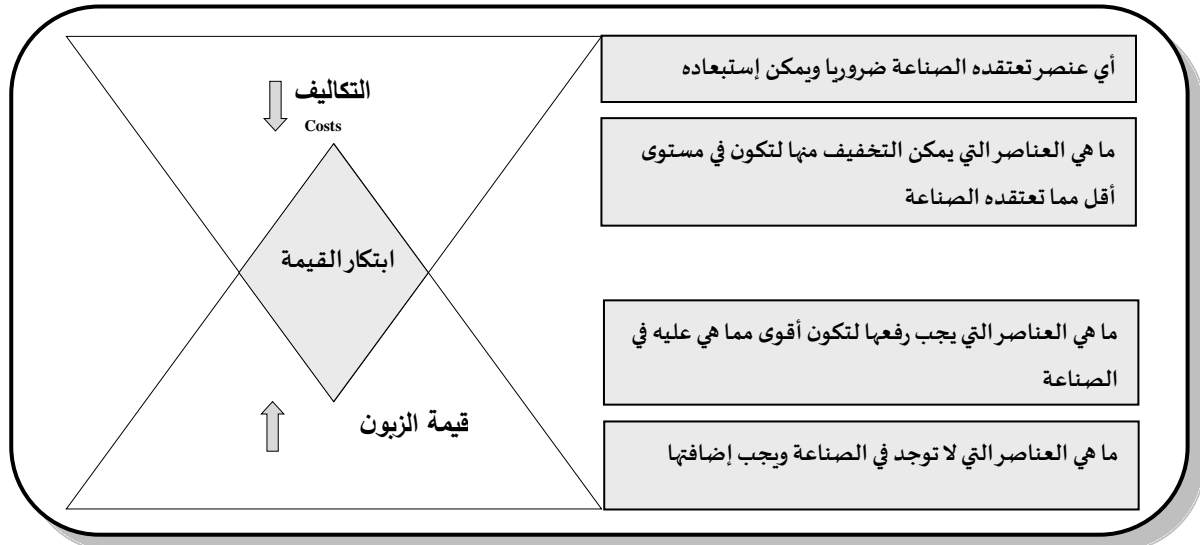 أي عنصر تعتقده الصناعة ضروريا ويمكن إستبعاده
التكاليف
Costs
ما هي العناصر التي يمكن التخفيف منها لتكون في مستوى
أقل مما تعتقده الصناعة
ابتكار القيمة
ما هي العناصر التي يجب رفعها لتكون أقوى مما هي عليه في
الصناعة
قيمة الزبون
ما هي العناصر التي لا توجد في الصناعة ويجب إضافتها